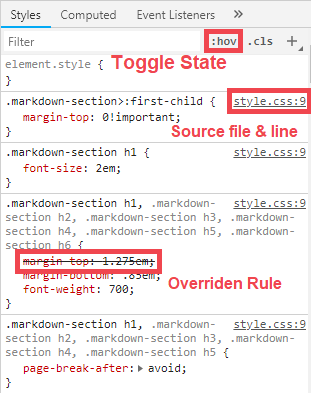 Styles Computed Event Listeners »
Filter :hov .cls +
element.style { Toggle State
}
.markdown-section>:first-child { style.css:9
margin-top: 0!important;
} Source file & line
.markdown-section h1 { style.css:9
font-size: 2em;
}
.markdown-section h1, .markdown- style.css:9
section h2, .markdown-section h3, .markdown-
section h4, .markdown-section h5, .markdown-
section h6 {
margin-top: 1.275em;
margin-bottom: .85em;
font-weight: 700; Overriden Rule
}
.markdown-section h1, .markdown- style.css:9
section h2, .markdown-section h3, .markdown-
section h4, .markdown-section h5 {
page-break-after: avoid;
}